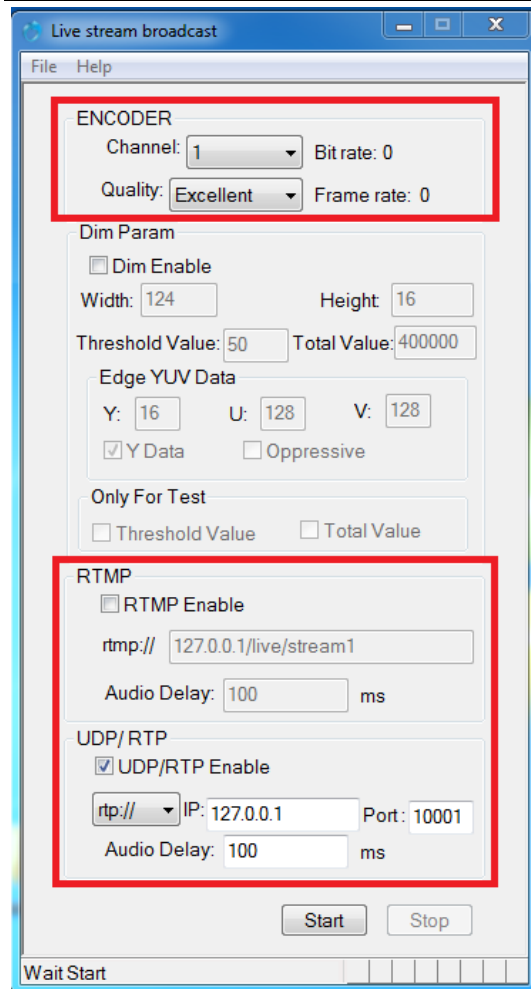 Live stream broadcast
File Help
ENCODER
Channel: 1 Bit rate: 0
Quality: Excellent Frame rate: 0
Dim Param
Dim Enable
Width: 124 Height: 16
Threshold Value: 50 Total Value: 400000
Edge YUV Data
Y: 16 U: 128 V: 128
Y Data Oppressive
Only For Test
Threshold Value Total Value
RTMP
RTMP Enable
rtmp:// 127.0.0.1/live/stream1
Audio Delay: 100 ms
UDP/ RTP
UDP/RTP Enable
rtp:// IP: 127.0.0.1 Port: 10001
Audio Delay: 100 ms
Start Stop
Wait Start